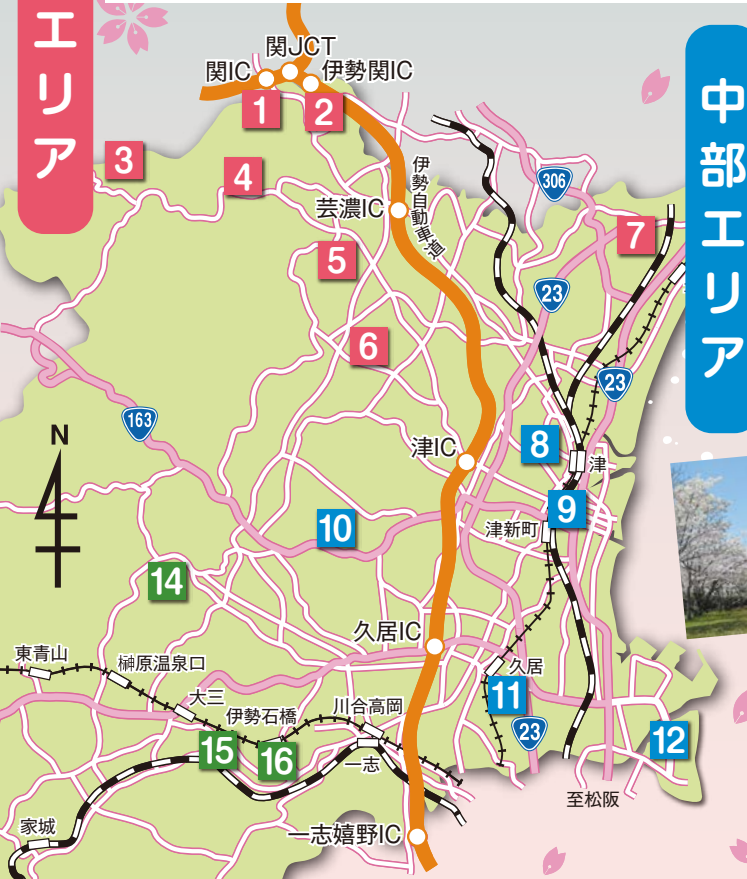 エリア
中部エリア
関JCT
関IC
伊勢関IC
1
2
3
4
伊勢自動車道
306
芸濃IC
7
5
23
6
23
163
N
津IC
8
津
9
津新町
10
14
久居IC
東青山
榊原温泉口
久居
大三
11
伊勢石橋
川合高岡
23
12
15
16
一志
至松阪
家城
一志嬉野IC